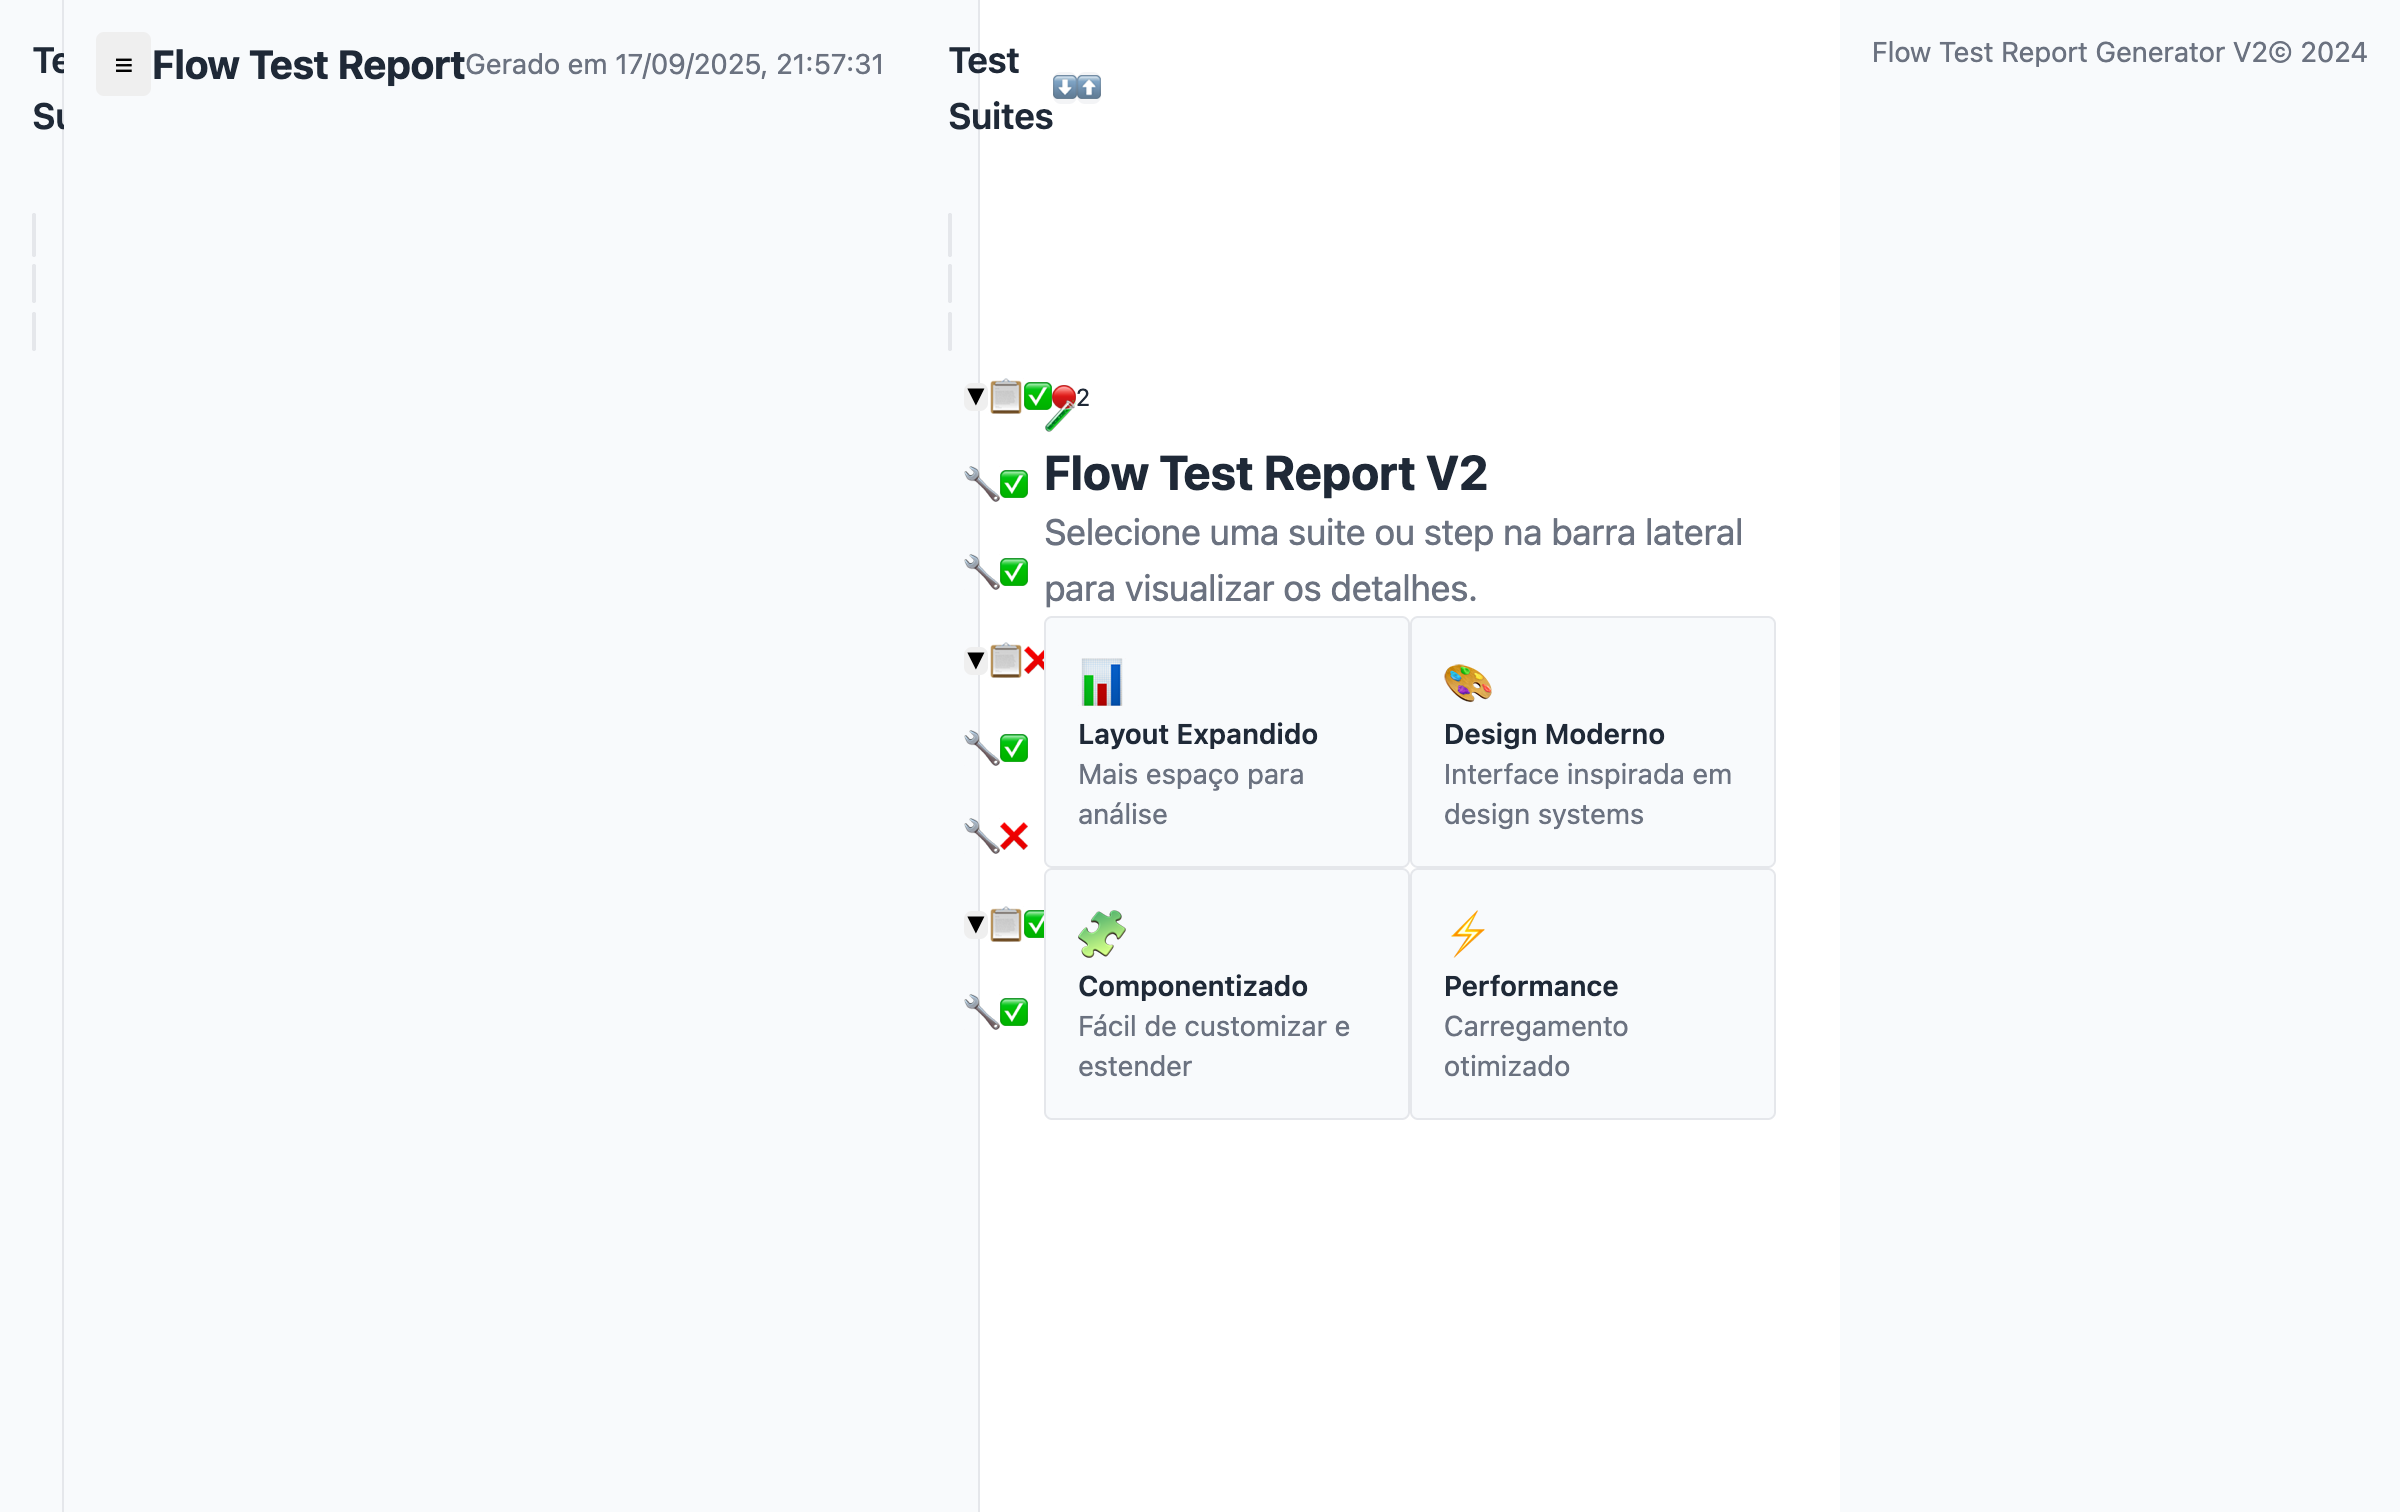 Te
Su
≡ Flow Test Report Gerado em 17/09/2025, 21:57:31
Test
Suites
2
Flow Test Report V2
Selecione uma suite ou step na barra lateral
para visualizar os detalhes.
Layout Expandido
Mais espaço para
análise
Design Moderno
Interface inspirada em
design systems
Componentizado
Fácil de customizar e
estender
Performance
Carregamento
otimizado
Flow Test Report Generator V2© 2024